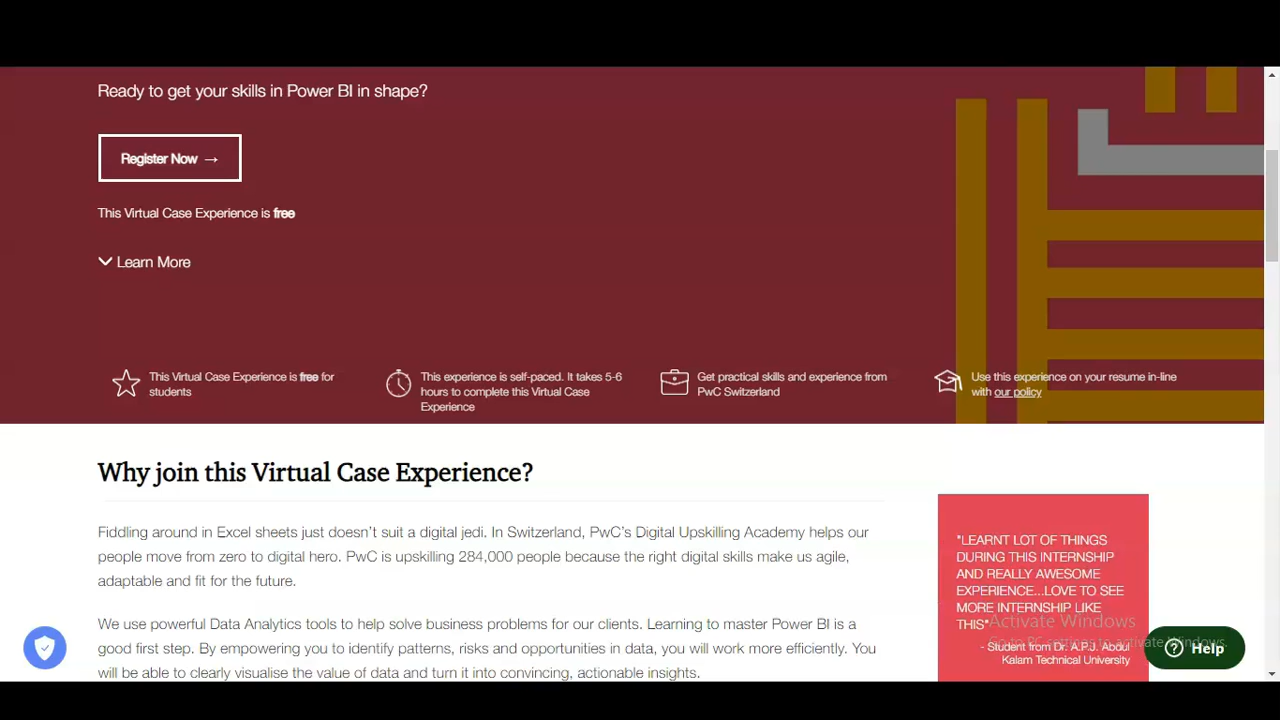 Ready to get your skills in Power BI in shape?
Register Now →
This Virtual Case Experience is free
Learn More
This Virtual Case Experience is free for
students
This experience is self-paced. It takes 5-6
hours to complete this Virtual Case
Experience
Get practical skills and experience from
PwC Switzerland
Use this experience on your resume in-line
with our policy
Why join this Virtual Case Experience?
Fiddling around in Excel sheets just doesn't suit a digital jedi. In Switzerland, PwC's Digital Upskilling Academy helps our
people move from zero to digital hero. PwC is upskilling 284,000 people because the right digital skills make us agile,
adaptable and fit for the future.
We use powerful Data Analytics tools to help solve business problems for our clients. Learning to master Power BI is a
good first step. By empowering you to identify patterns, risks and opportunities in data, you will work more efficiently. You
will be able to clearly visualise the value of data and turn it into convincing, actionable insights.
"LEARNT LOT OF THINGS
DURING THIS INTERNSHIP
AND REALLY AWESOME
EXPERIENCE...LOVE TO SEE
MORE INTERNSHIP LIKE
THIS"
- Student from Dr. A.P.J. Abdul
Kalam Technical University
Activate Windows
Go to PC settings to activate Windows.
Help